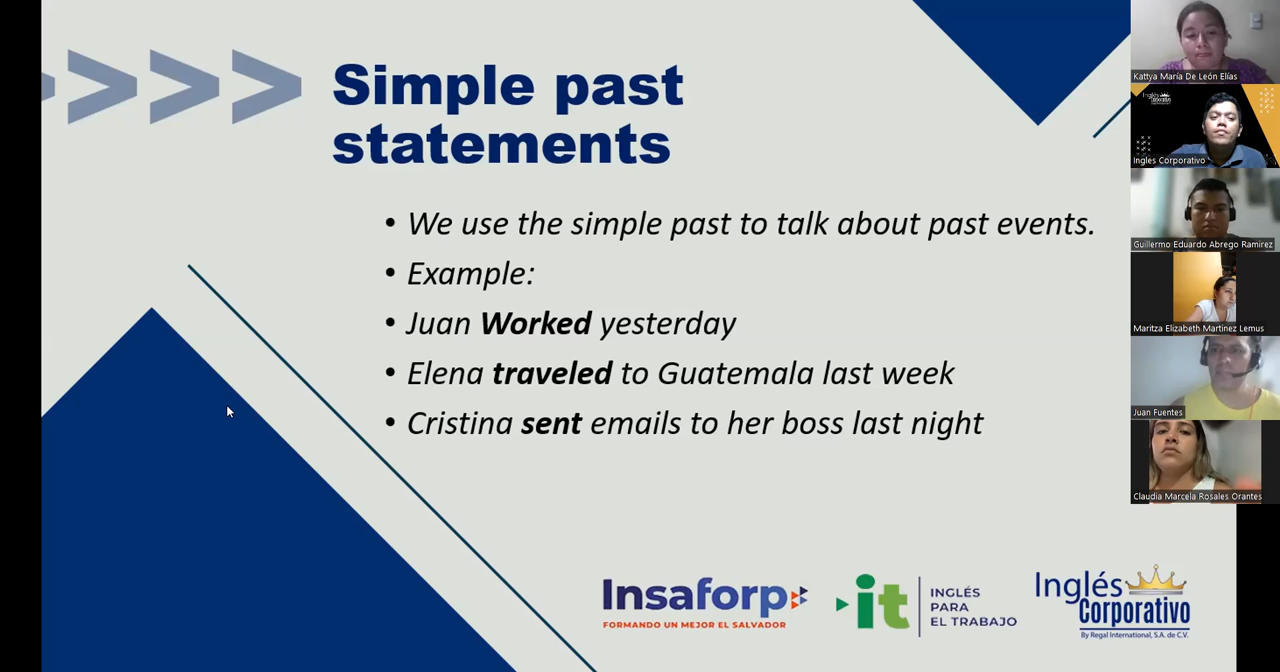 Simple past
statements
• We use the simple past to talk about past events.
• Example:
• Juan Worked yesterday
• Elena traveled to Guatemala last week
• Cristina sent emails to her boss last night
Insaforp
FORMANDO UN MEJOR EL SALVADOR
it
INGLÉS
PARA
EL TRABAJO
Inglés
Corporativo
By Regal International, S.A. de C.V.
Kattya María De León Elías
Ingles Corporativo
Guillermo Eduardo Abrego Ramirez
Maritza Elizabeth Martinez Lemus
Juan Fuentes
Claudia Marcela Rosales Orantes